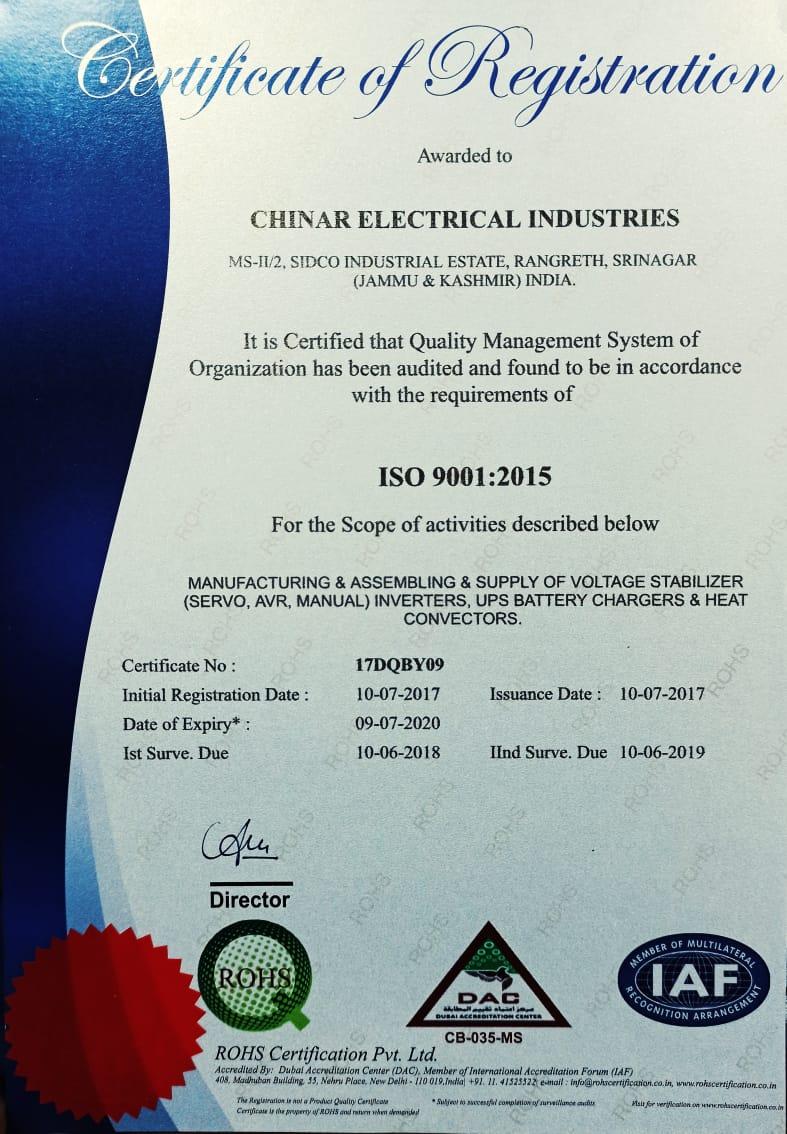 Certificate of Registration
Awarded to
CHINAR ELECTRICAL INDUSTRIES
MS-II/2, SIDCO INDUSTRIAL ESTATE, RANGRETH, SRINAGAR
(JAMMU & KASHMIR) INDIA.
It is Certified that Quality Management System of
Organization has been audited and found to be in accordance
with the requirements of
ISO 9001:2015
For the Scope of activities described below
MANUFACTURING & ASSEMBLING & SUPPLY OF VOLTAGE STABILIZER
(SERVO, AVR, MANUAL) INVERTERS, UPS BATTERY CHARGERS & HEAT
CONVECTORS.
Certificate No : 17DQBY09
Initial Registration Date : 10-07-2017 Issuance Date : 10-07-2017
Date of Expiry* : 09-07-2020
Ist Surve. Due 10-06-2018 IInd Surve. Due 10-06-2019
Director
ROHS
DAC
مركز اعتماد تقييم المطابقة
DUBAI ACCREDITATION CENTER
CB-035-MS
MEMBER OF MULTILATERAL
IAF
RECOGNITION ARRANGEMENT
ROHS Certification Pvt. Ltd.
Accredited By: Dubai Accreditation Center (DAC), Member of International Accreditation Forum (IAF)
408, Madhuban Building, 55, Nehru Place, New Delhi - 110 019,India| +91. 11. 41525522| e-mail : info@rohscertification.co.in, www.rohscertification.co.in
The Registration is not a Product Quality Certificate * Subject to successful completion of surveillance audits Visit for verification on www.rohscertification.co.in
Certificate is the property of ROHS and return when demanded